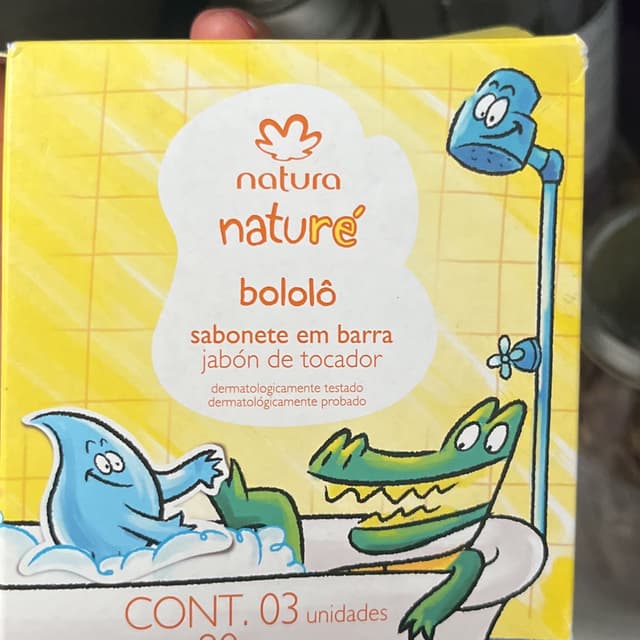 natura
naturé
bololô
sabonete em barra
jabón de tocador
dermatologicamente testado
dermatológicamente probado
CONT. 03 unidades